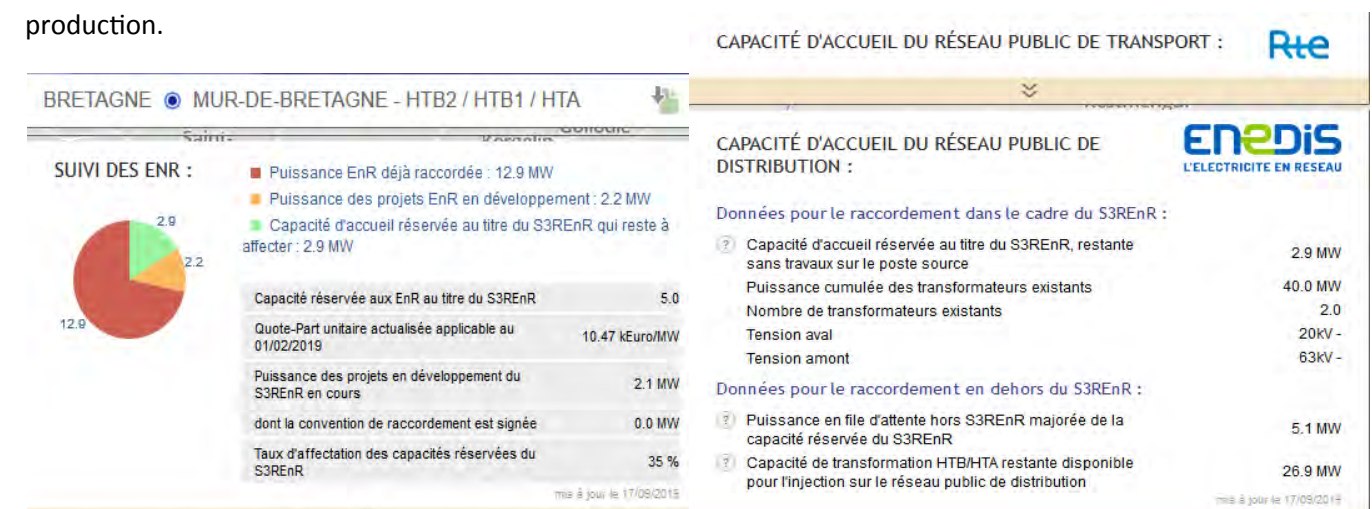 production.
BRETAGNE MUR-DE-BRETAGNE - HTB2 / HTB1 / HTA
SUIVI DES ENR :
Puissance EnR déjà raccordée : 12.9 MW
Puissance des projets EnR en développement : 2.2 MW
Capacité d'accueil réservée au titre du S3REnR qui reste à
affecter : 2.9 MW
2.9
2.2
12.9
Capacité réservée aux EnR au titre du S3REnR 5.0
Quote-Part unitaire actualisée applicable au
01/02/2019 10.47 kEuro/MW
Puissance des projets en développement du
S3REnR en cours 2.1 MW
dont la convention de raccordement est signée 0.0 MW
Taux d'affectation des capacités réservées du
S3REnR 35 %
mis à jour le 17/09/2019
CAPACITÉ D'ACCUEIL DU RÉSEAU PUBLIC DE TRANSPORT :
Rte
CAPACITÉ D'ACCUEIL DU RÉSEAU PUBLIC DE
DISTRIBUTION :
ENEDIS
L'ELECTRICITE EN RESEAU
Données pour le raccordement dans le cadre du S3REnR :
? Capacité d'accueil réservée au titre du S3REnR, restante
sans travaux sur le poste source 2.9 MW
Puissance cumulée des transformateurs existants 40.0 MW
Nombre de transformateurs existants 2.0
Tension aval 20kV -
Tension amont 63kV -
Données pour le raccordement en dehors du S3REnR :
? Puissance en file d'attente hors S3REnR majorée de la
capacité réservée du S3REnR 5.1 MW
? Capacité de transformation HTB/HTA restante disponible
pour l'injection sur le réseau public de distribution 26.9 MW
mis à jour le 17/09/2019